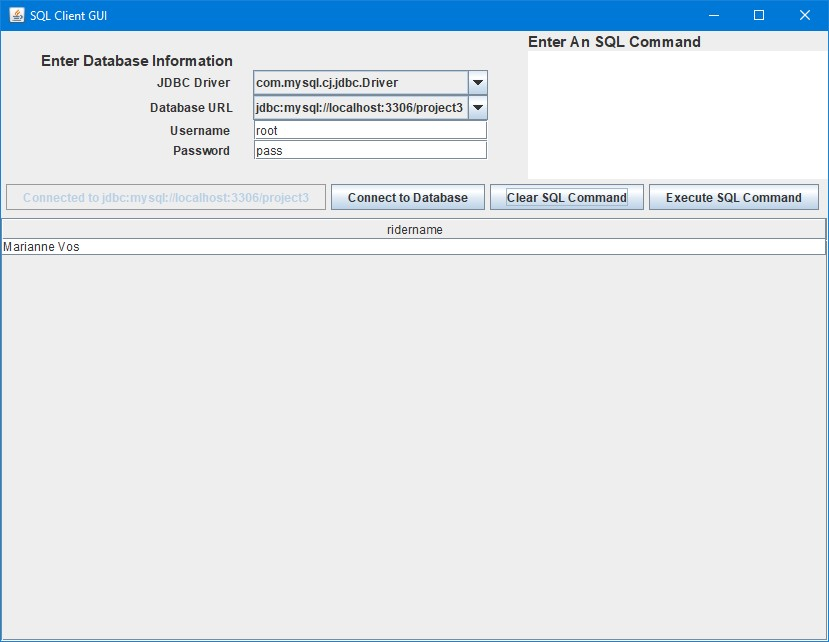 SQL Client GUI
Enter Database Information
JDBC Driver com.mysql.cj.jdbc.Driver
Database URL jdbc:mysql://localhost:3306/project3
Username root
Password pass
Enter An SQL Command
Connected to jdbc:mysql://localhost:3306/project3 Connect to Database Clear SQL Command Execute SQL Command
ridername
Marianne Vos